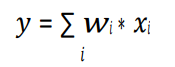 y = ∑ wᵢ * xᵢ
i